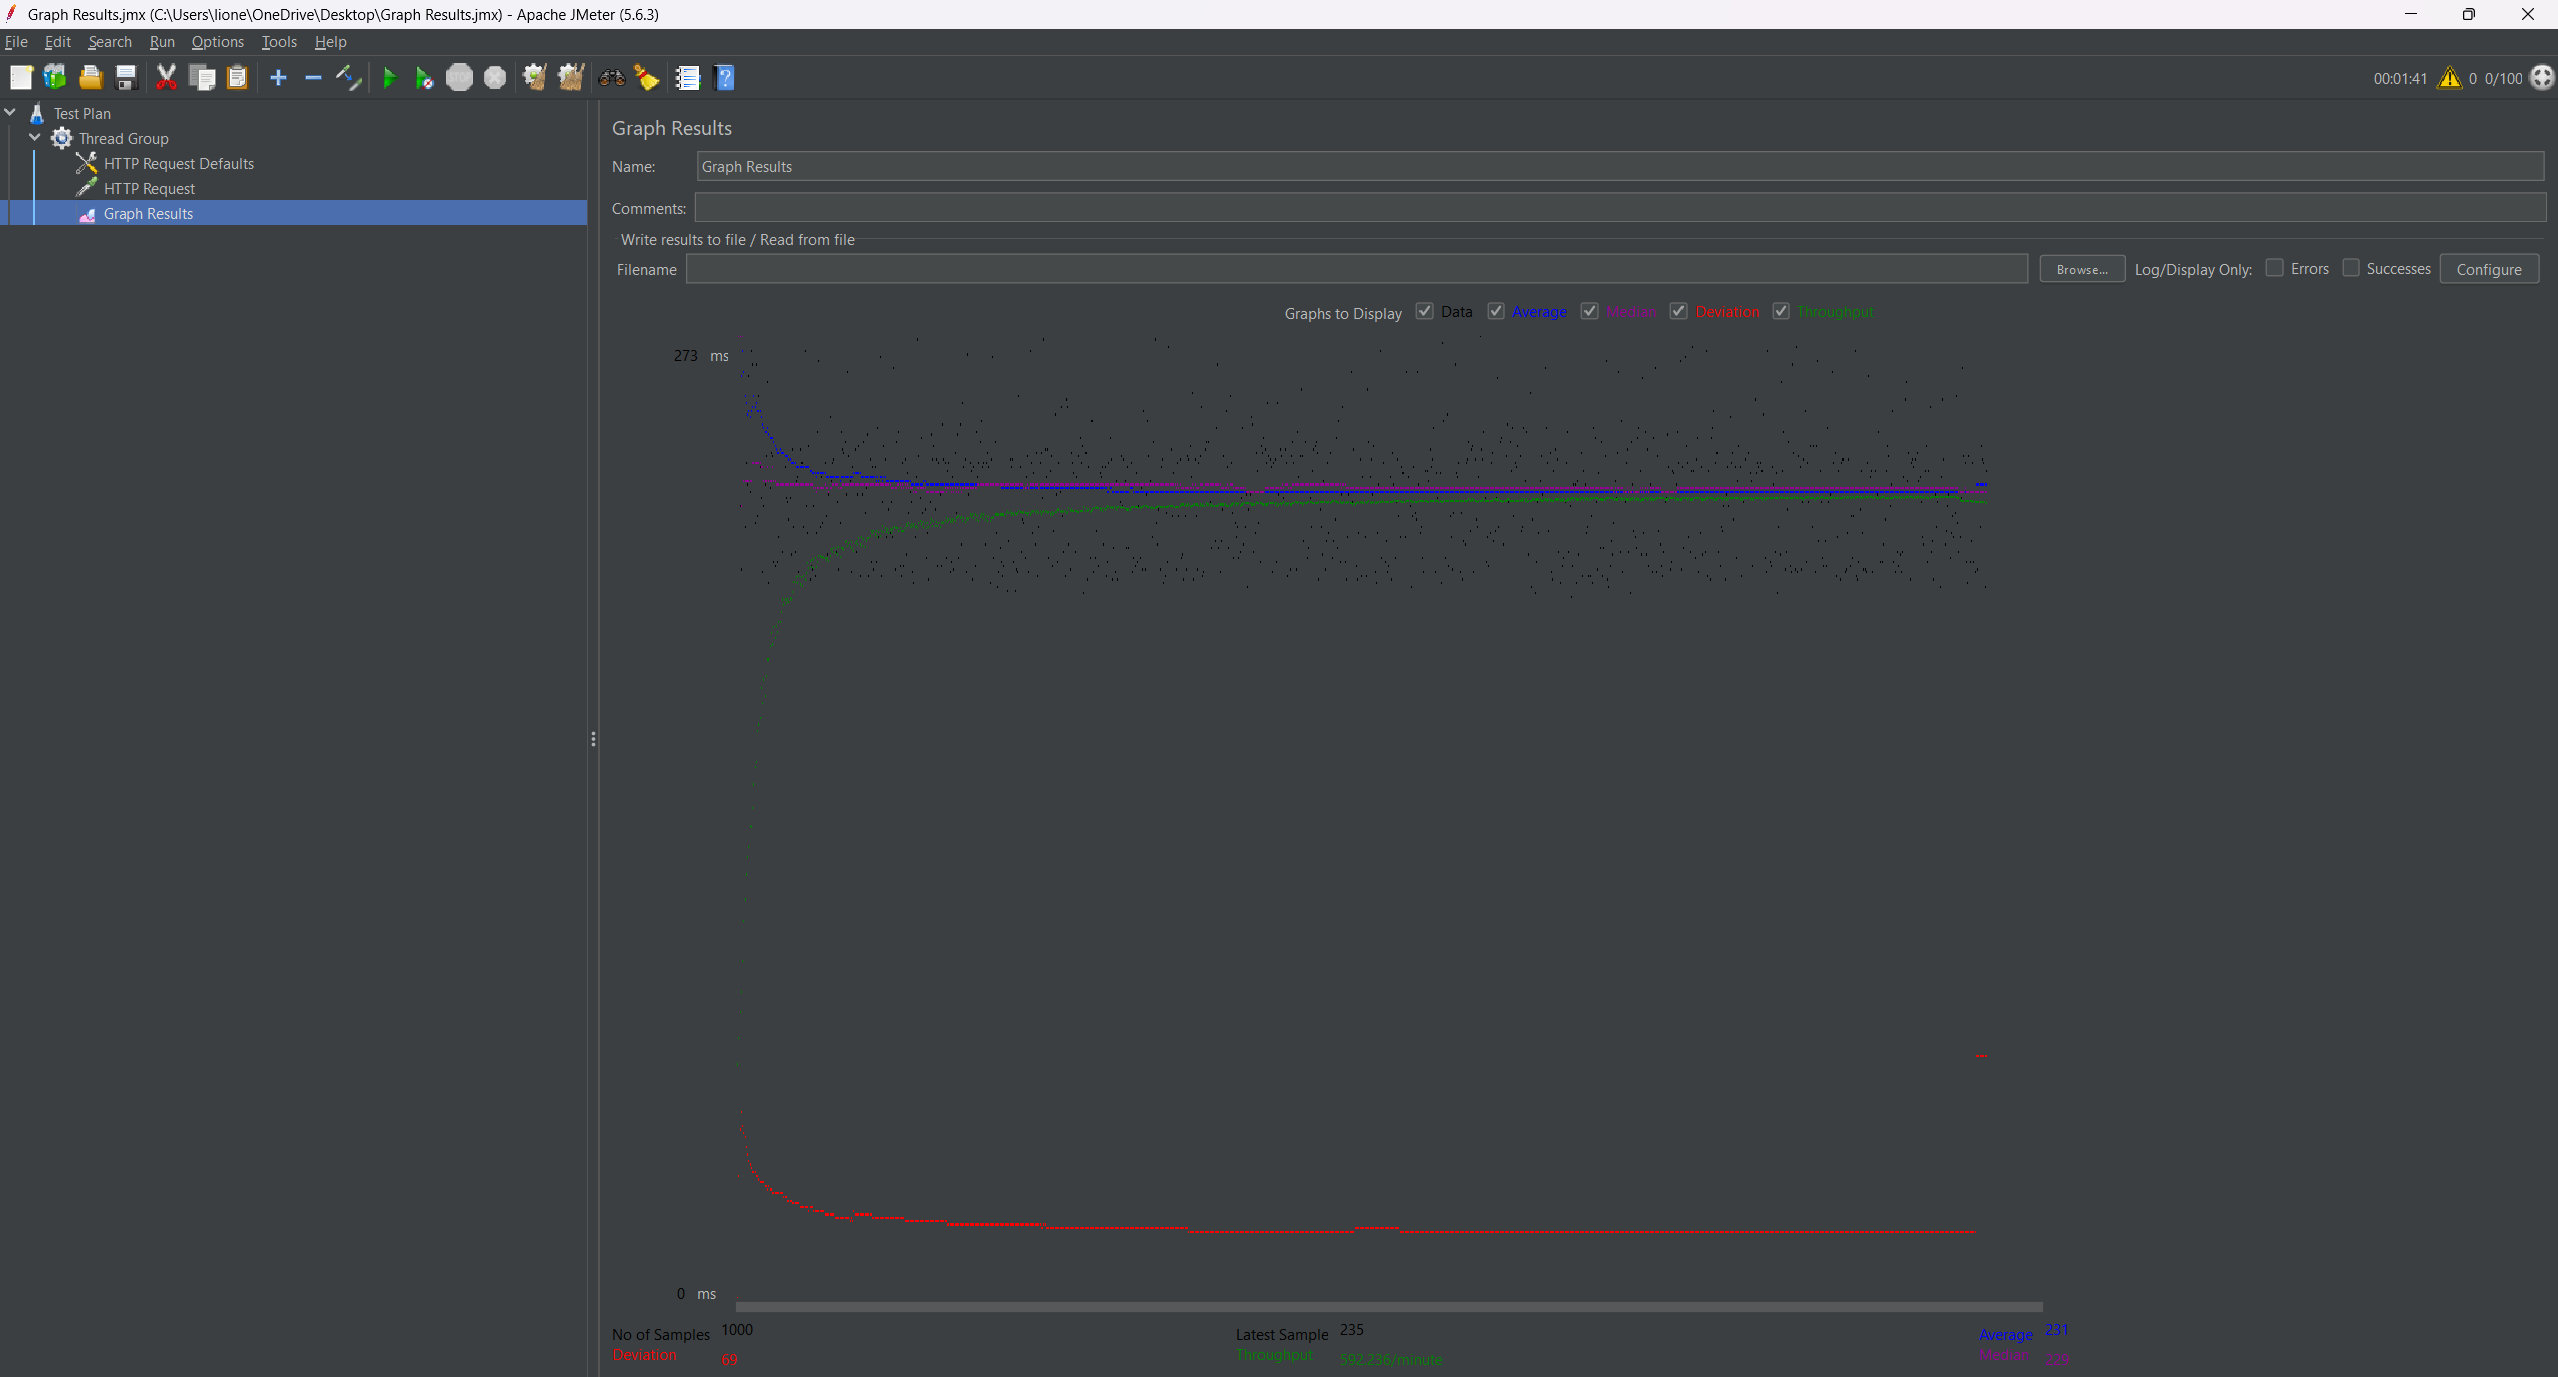 Graph Results.jmx (C:\Users\lione\OneDrive\Desktop\Graph Results.jmx) - Apache JMeter (5.6.3)
File Edit Search Run Options Tools Help
STOP
00:01:41 0 0/100
Test Plan
Thread Group
HTTP Request Defaults
HTTP Request
Graph Results
Graph Results
Name: Graph Results
Comments:
Write results to file / Read from file
Filename Browse... Log/Display Only: Errors Successes Configure
Graphs to Display Data Average Median Deviation Throughput
273 ms
0 ms
No of Samples 1000 Latest Sample 235 Average 231
Deviation 69 Throughput 592.236/minute Median 229